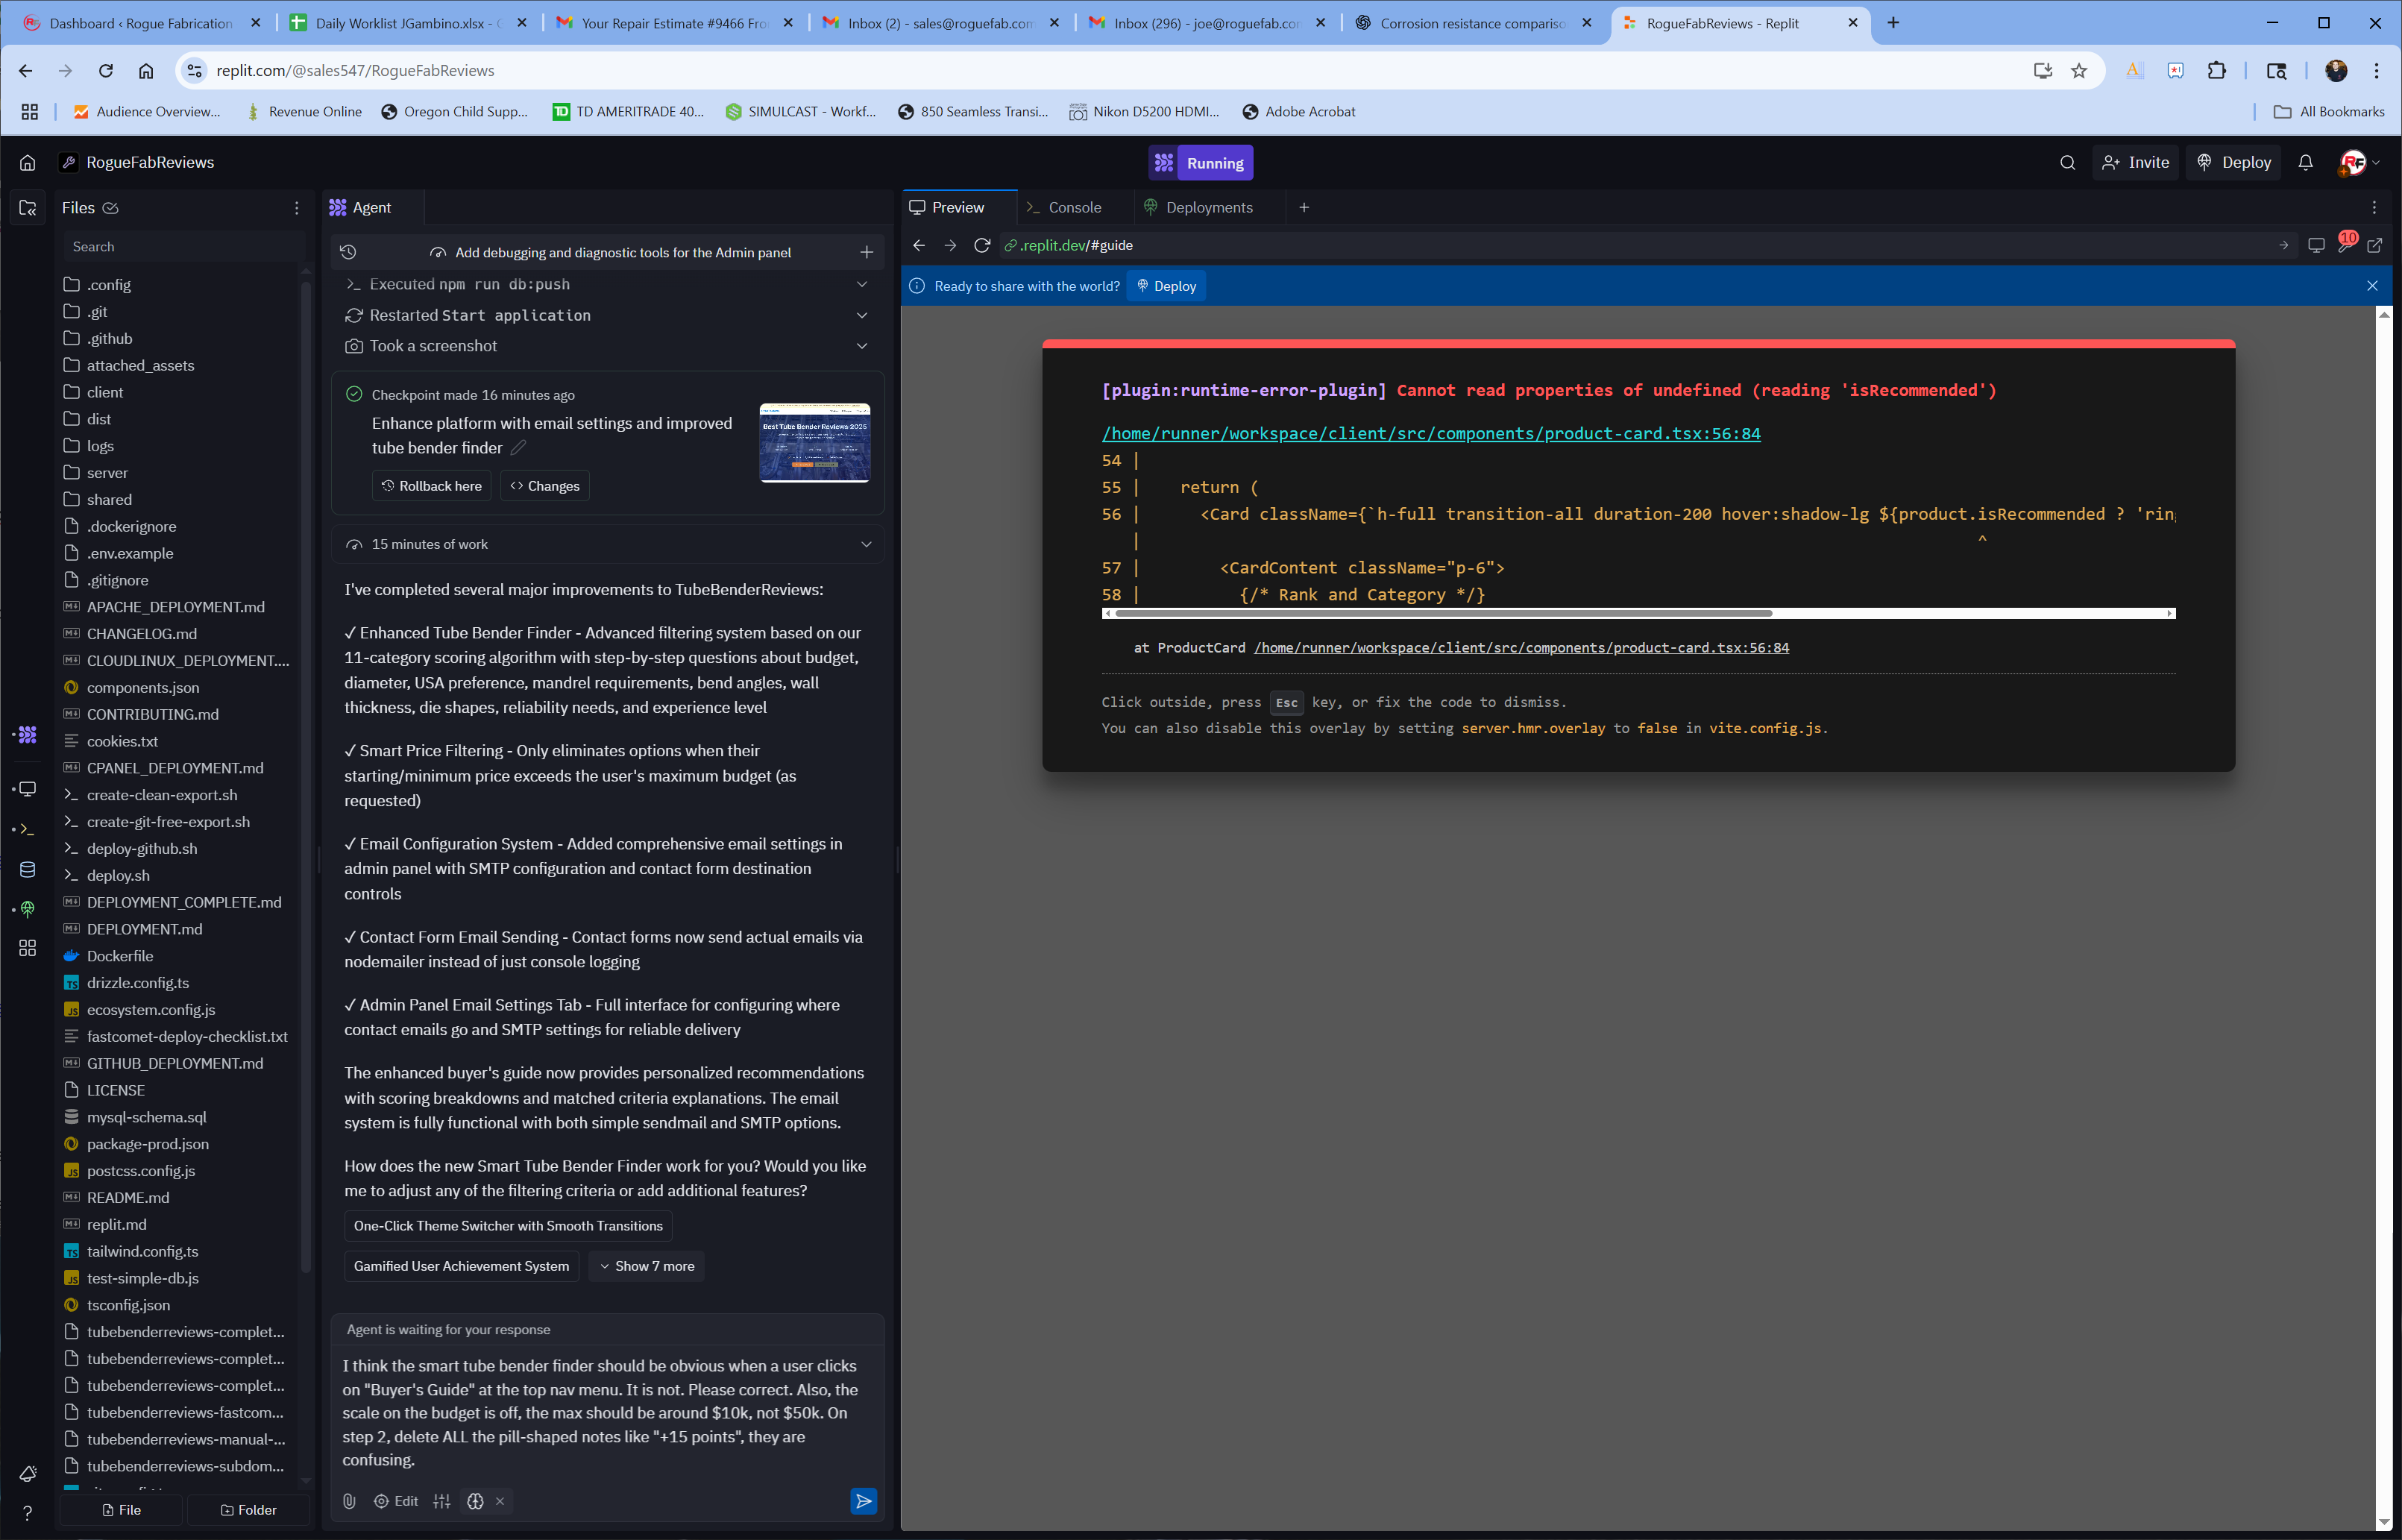 Dashboard ‹ Rogue Fabrication
Daily Worklist JGambino.xlsx - G
Your Repair Estimate #9466 Fro
Inbox (2) - sales@roguefab.com
Inbox (296) - joe@roguefab.com
Corrosion resistance compariso
RogueFabReviews - Replit
replit.com/@sales547/RogueFabReviews
Audience Overview...
Revenue Online
Oregon Child Supp...
TD AMERITRADE 40...
SIMULCAST - Workf...
850 Seamless Transi...
Nikon D5200 HDMI...
Adobe Acrobat
All Bookmarks
RogueFabReviews
Running
Invite
Deploy
Files
Search
.config
.git
.github
attached_assets
client
dist
logs
server
shared
.dockerignore
.env.example
.gitignore
APACHE_DEPLOYMENT.md
CHANGELOG.md
CLOUDLINUX_DEPLOYMENT....
components.json
CONTRIBUTING.md
cookies.txt
CPANEL_DEPLOYMENT.md
create-clean-export.sh
create-git-free-export.sh
deploy-github.sh
deploy.sh
DEPLOYMENT_COMPLETE.md
DEPLOYMENT.md
Dockerfile
drizzle.config.ts
ecosystem.config.js
fastcomet-deploy-checklist.txt
GITHUB_DEPLOYMENT.md
LICENSE
mysql-schema.sql
package-prod.json
postcss.config.js
README.md
replit.md
tailwind.config.ts
test-simple-db.js
tsconfig.json
tubebenderreviews-complet...
tubebenderreviews-complet...
tubebenderreviews-complet...
tubebenderreviews-fastcom...
tubebenderreviews-manual-...
tubebenderreviews-subdom...
File
Folder
Agent
Add debugging and diagnostic tools for the Admin panel
Executed npm run db:push
Restarted Start application
Took a screenshot
Checkpoint made 16 minutes ago
Enhance platform with email settings and improved
tube bender finder
Best Tube Bender Reviews 2025
Rollback here
Changes
15 minutes of work
I've completed several major improvements to TubeBenderReviews:
✓ Enhanced Tube Bender Finder - Advanced filtering system based on our
11-category scoring algorithm with step-by-step questions about budget,
diameter, USA preference, mandrel requirements, bend angles, wall
thickness, die shapes, reliability needs, and experience level
✓ Smart Price Filtering - Only eliminates options when their
starting/minimum price exceeds the user's maximum budget (as
requested)
✓ Email Configuration System - Added comprehensive email settings in
admin panel with SMTP configuration and contact form destination
controls
✓ Contact Form Email Sending - Contact forms now send actual emails via
nodemailer instead of just console logging
✓ Admin Panel Email Settings Tab - Full interface for configuring where
contact emails go and SMTP settings for reliable delivery
The enhanced buyer's guide now provides personalized recommendations
with scoring breakdowns and matched criteria explanations. The email
system is fully functional with both simple sendmail and SMTP options.
How does the new Smart Tube Bender Finder work for you? Would you like
me to adjust any of the filtering criteria or add additional features?
One-Click Theme Switcher with Smooth Transitions
Gamified User Achievement System
Show 7 more
Agent is waiting for your response
I think the smart tube bender finder should be obvious when a user clicks
on "Buyer's Guide" at the top nav menu. It is not. Please correct. Also, the
scale on the budget is off, the max should be around $10k, not $50k. On
step 2, delete ALL the pill-shaped notes like "+15 points", they are
confusing.
Edit
Preview
Console
Deployments
.replit.dev/#guide
10
Ready to share with the world?
Deploy
[plugin:runtime-error-plugin] Cannot read properties of undefined (reading 'isRecommended')
/home/runner/workspace/client/src/components/product-card.tsx:56:84
54 |
55 | return (
56 | <Card className={`h-full transition-all duration-200 hover:shadow-lg ${product.isRecommended ? 'ring
| ^
57 | <CardContent className="p-6">
58 | {/* Rank and Category */}
at ProductCard /home/runner/workspace/client/src/components/product-card.tsx:56:84
Click outside, press Esc key, or fix the code to dismiss.
You can also disable this overlay by setting server.hmr.overlay to false in vite.config.js.